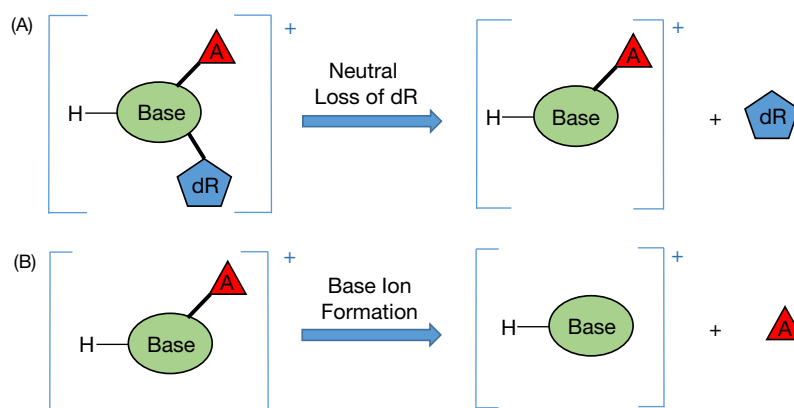 (A)
A
+
Neutral
Loss of dR
A
+
H
Base
H
Base
+
dR
dR
(B)
A
+
Base Ion
Formation
+
H
Base
H
Base
+
A